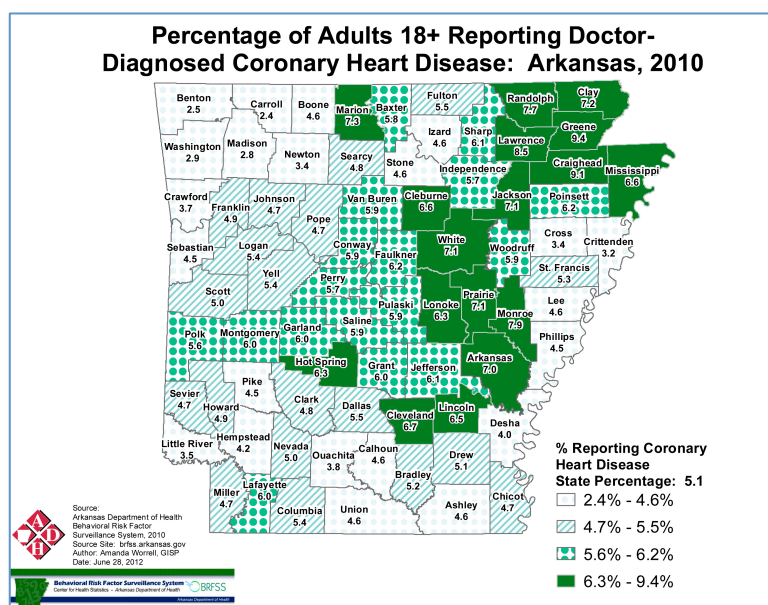 Percentage of Adults 18+ Reporting Doctor-
Diagnosed Coronary Heart Disease: Arkansas, 2010
Benton
2.5
Carroll
2.4
Boone
4.6
Marion
7.3
Baxter
5.8
Fulton
5.5
Randolph
7.7
Clay
7.2
Washington
2.9
Madison
2.8
Newton
3.4
Searcy
4.8
Stone
4.6
Izard
4.6
Sharp
6.1
Lawrence
8.5
Greene
9.4
Independence
5.7
Craighead
9.1
Mississippi
6.6
Crawford
3.7
Franklin
4.9
Johnson
4.7
Pope
4.7
Van Buren
5.9
Cleburne
6.6
Jackson
7.1
Poinsett
6.2
Sebastian
4.5
Logan
5.4
Conway
5.9
Faulkner
6.2
White
7.1
Woodruff
5.9
Cross
3.4
Crittenden
3.2
Scott
5.0
Yell
5.4
Perry
5.7
St. Francis
5.3
Polk
5.6
Montgomery
6.0
Garland
6.0
Saline
5.9
Pulaski
5.9
Lonoke
6.3
Prairie
7.1
Monroe
7.9
Lee
4.6
Phillips
4.5
Hot Spring
6.3
Grant
6.0
Jefferson
6.1
Arkansas
7.0
Sevier
4.7
Howard
4.9
Pike
4.5
Clark
4.8
Dallas
5.5
Cleveland
6.7
Lincoln
6.5
Desha
4.0
Little River
3.5
Hempstead
4.2
Nevada
5.0
Ouachita
3.8
Calhoun
4.6
Bradley
5.2
Drew
5.1
Miller
4.7
Lafayette
6.0
Columbia
5.4
Union
4.6
Ashley
4.6
Chicot
4.7
% Reporting Coronary
Heart Disease
State Percentage: 5.1
2.4% - 4.6%
4.7% - 5.5%
5.6% - 6.2%
6.3% - 9.4%
ADH
Source:
Arkansas Department of Health
Behavioral Risk Factor
Surveillance System, 2010
Source Site: brfss.arkansas.gov
Author: Amanda Worrell, GISP
Date: June 28, 2012
Behavioral Risk Factor Surveillance System
Center for Health Statistics - Arkansas Department of Health
BRFSS
Arkansas Department of Health